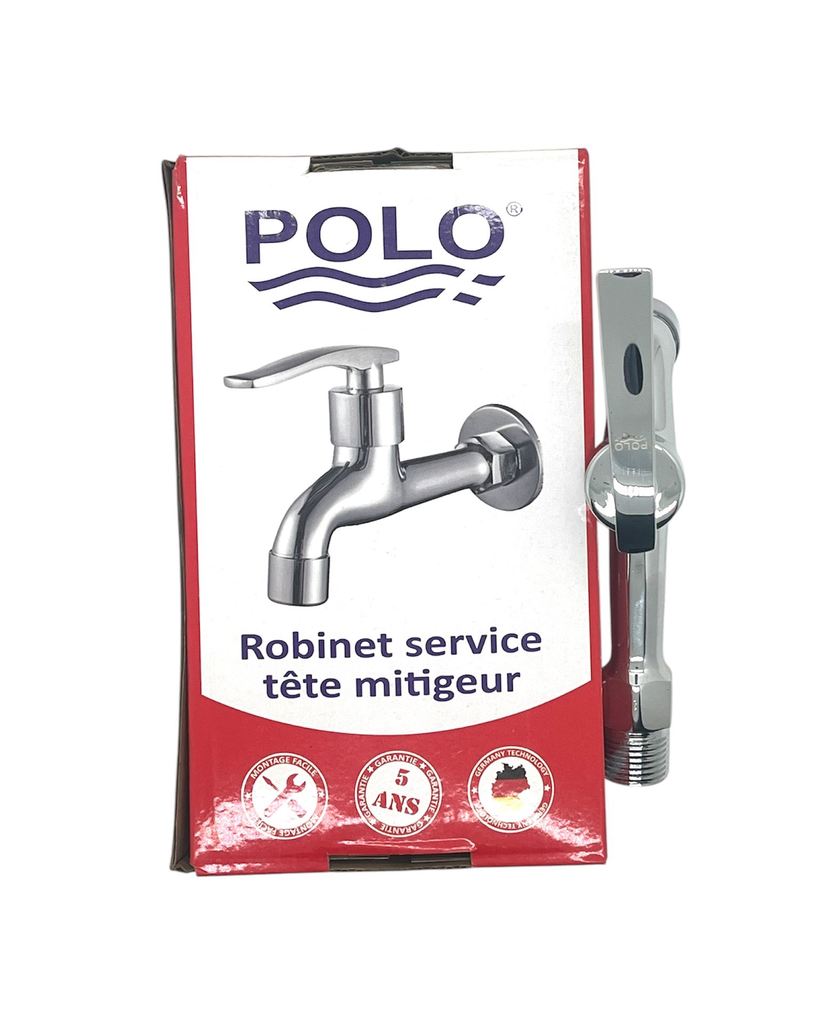 POLO®
Robinet service
tête mitigeur
MONTAGE FACILE
MONTAGE FACILE
GARANTIE ★ GARANTIE ★ GARANTIE ★ GARANTIE
5
ANS
GERMANY TECHNOLOGY
GERMANY TECHNOLOGY
POLO